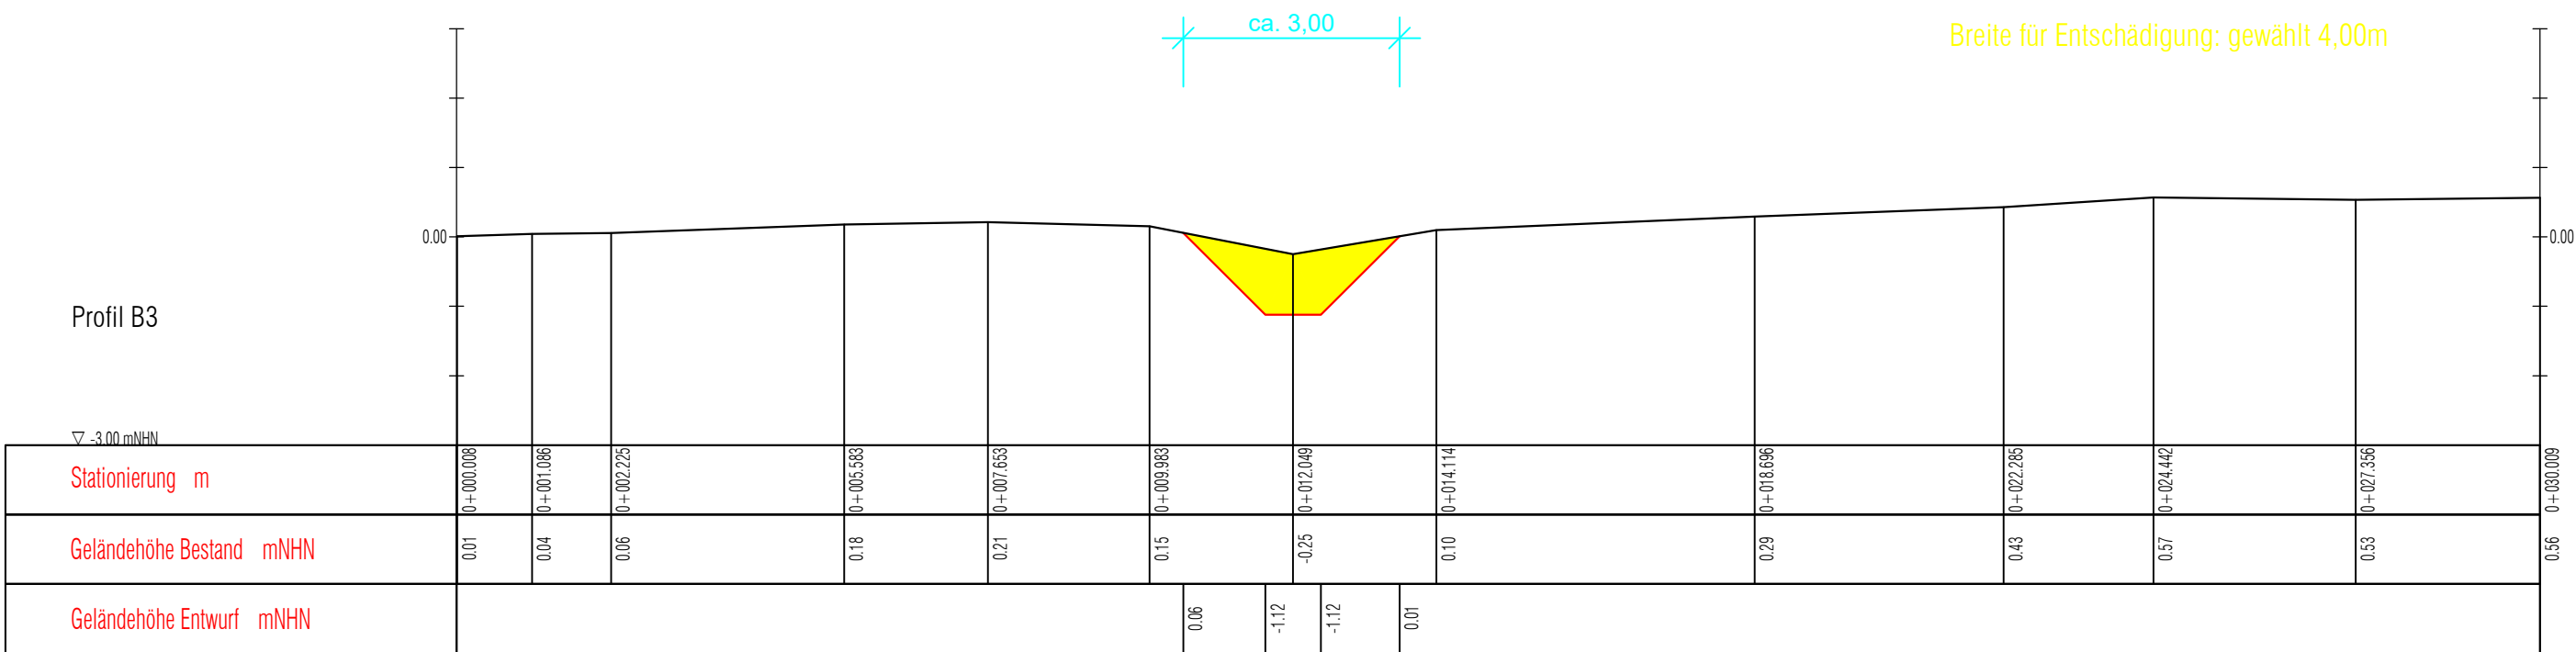 ca. 3,00
Breite für Entschädigung: gewählt 4,00m
0.00
0.00
Profil B3
▽ -3.00 mNHN
Stationierung m
0+000.008 0+001.086 0+002.225 0+005.583 0+007.653 0+009.983 0+012.049 0+014.114 0+018.696 0+022.285 0+024.442 0+027.356 0+030.009
Geländehöhe Bestand mNHN
0.01 0.04 0.06 0.18 0.21 0.15 -0.25 0.10 0.29 0.43 0.57 0.53 0.56
Geländehöhe Entwurf mNHN
0.06 -1.12 -1.12 0.01